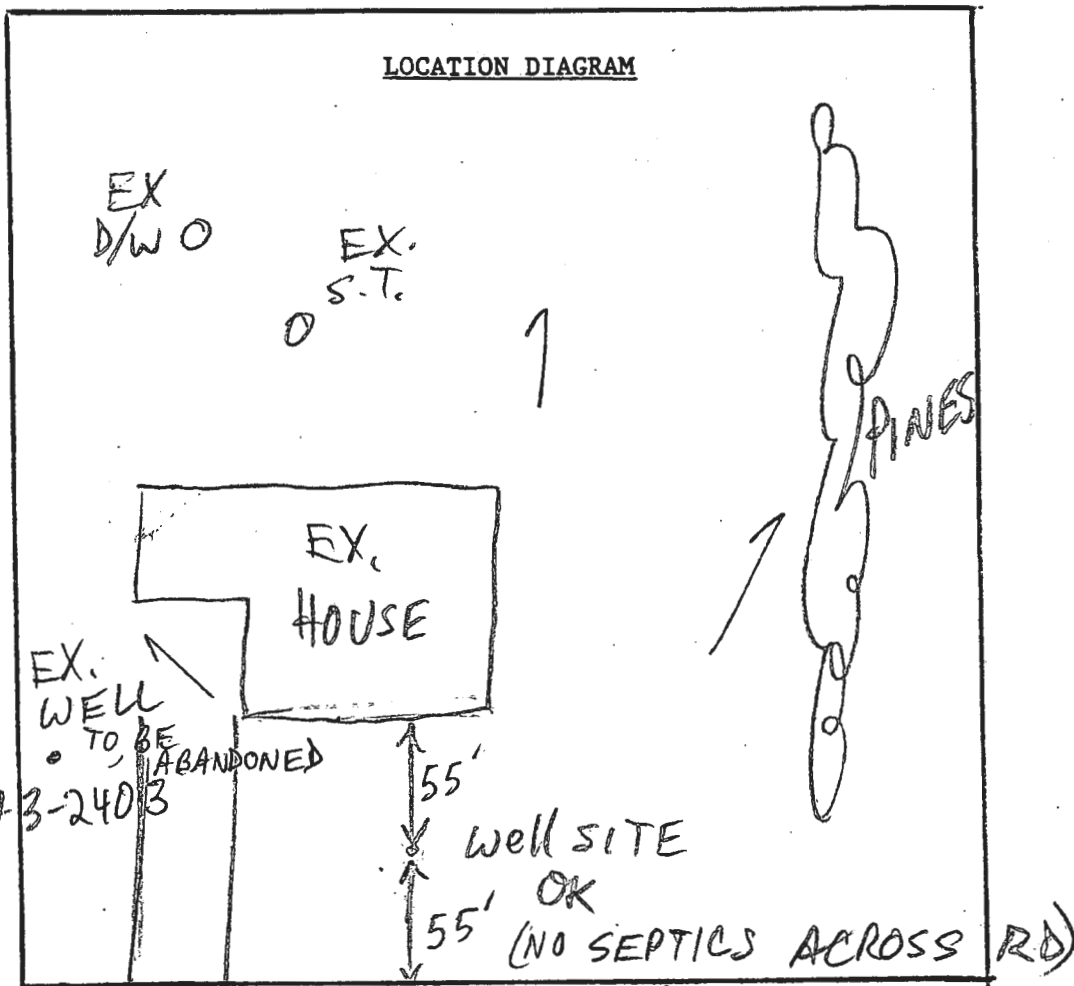 LOCATION DIAGRAM
EX
D/W
EX.
S.T.
PINES
EX.
HOUSE
EX.
WELL
TO BE
ABANDONED
3-2403
55'
Well SITE
OK
55'
(NO SEPTICS ACROSS RD)